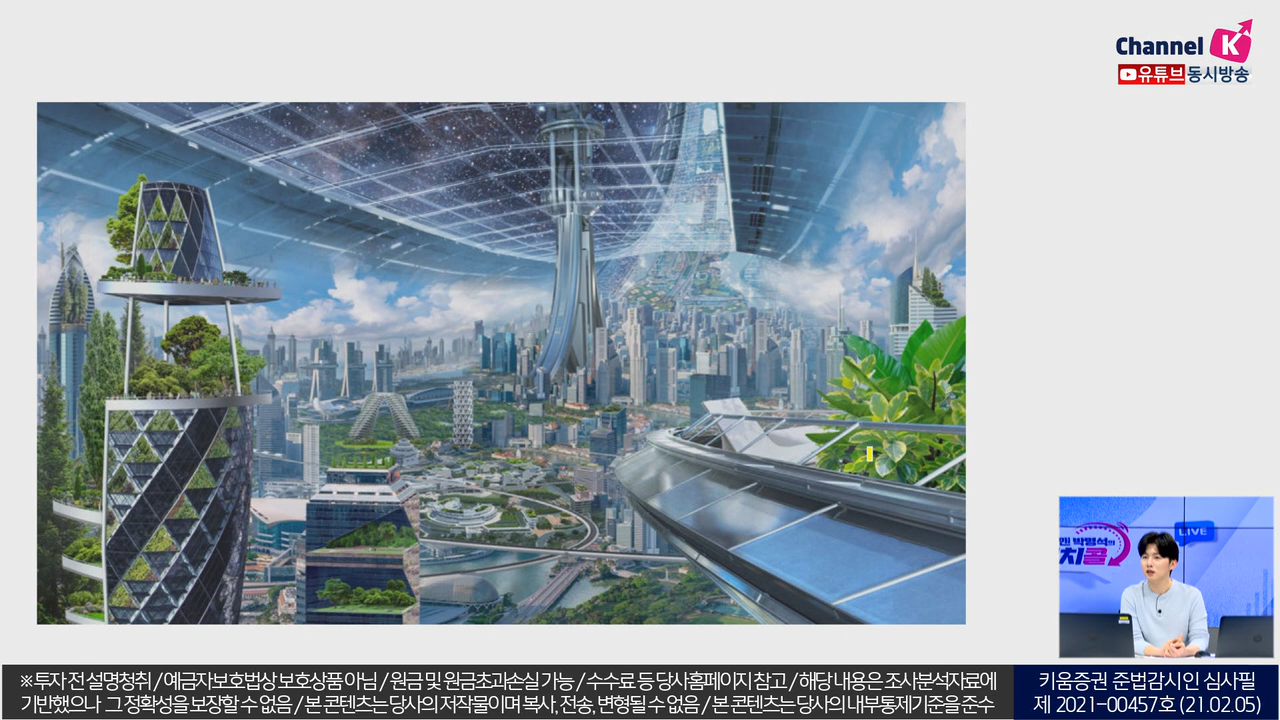 Channel K
유튜브 동시방송
LIVE
박명석의
치콜
※ 투자 전 설명청취 / 예금자보호법상 보호상품 아님 / 원금 및 원금초과손실 가능 / 수수료 등 당사홈페이지 참고 / 해당 내용은 조사분석자료에
기반했으나 그 정확성을 보장할 수 없음 / 본 콘텐츠는 당사의 저작물이며 복사, 전송, 변형될 수 없음 / 본 콘텐츠는 당사의 내부통제기준을 준수
키움증권 준법감시인 심사필
제 2021-00457호 (21.02.05)